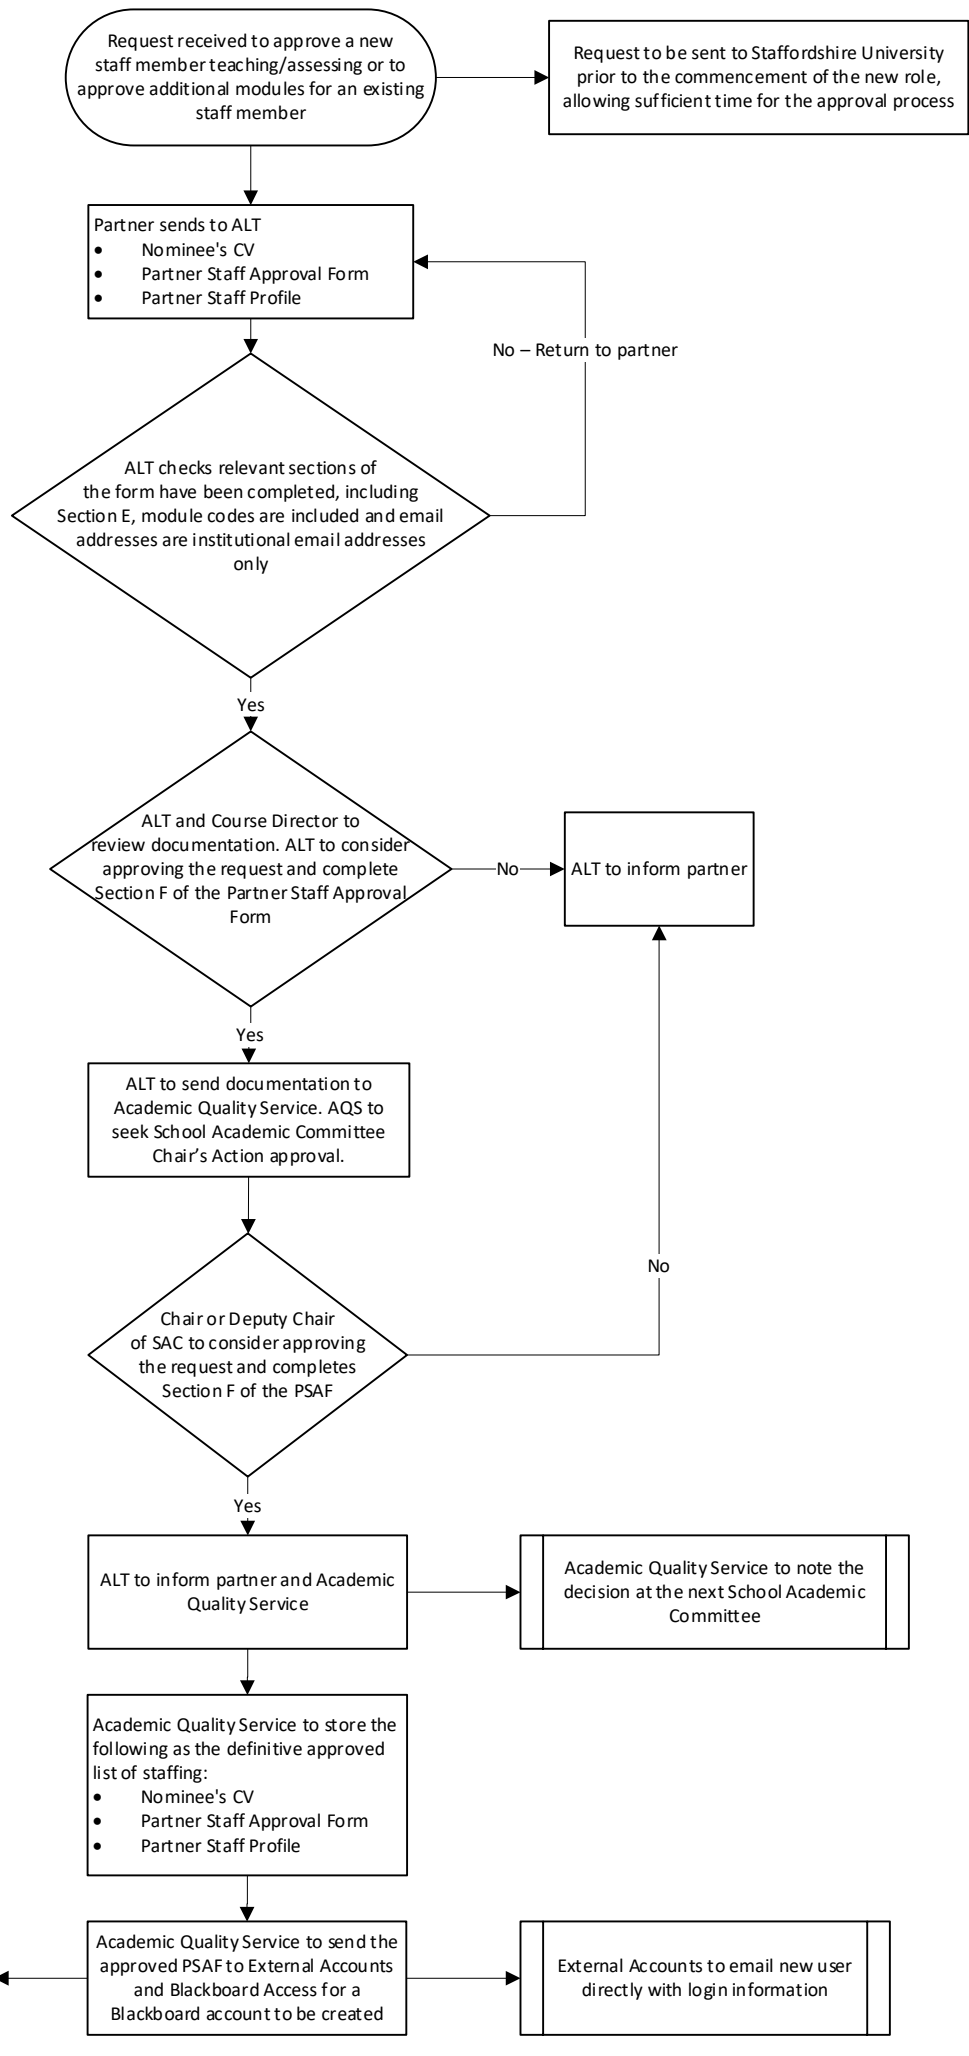 Request received to approve a new
staff member teaching/assessing or to
approve additional modules for an existing
staff member
Request to be sent to Staffordshire University
prior to the commencement of the new role,
allowing sufficient time for the approval process
Partner sends to ALT
• Nominee's CV
• Partner Staff Approval Form
• Partner Staff Profile
No – Return to partner
ALT checks relevant sections of
the form have been completed, including
Section E, module codes are included and email
addresses are institutional email addresses
only
Yes
ALT and Course Director to
review documentation. ALT to consider
approving the request and complete
Section F of the Partner Staff Approval
Form
No
ALT to inform partner
Yes
ALT to send documentation to
Academic Quality Service. AQS to
seek School Academic Committee
Chair’s Action approval.
No
Chair or Deputy Chair
of SAC to consider approving
the request and completes
Section F of the PSAF
Yes
ALT to inform partner and Academic
Quality Service
Academic Quality Service to note the
decision at the next School Academic
Committee
Academic Quality Service to store the
following as the definitive approved
list of staffing:
• Nominee's CV
• Partner Staff Approval Form
• Partner Staff Profile
Academic Quality Service to send the
approved PSAF to External Accounts
and Blackboard Access for a
Blackboard account to be created
External Accounts to email new user
directly with login information